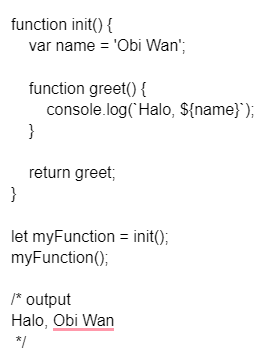 function init() {
var name = 'Obi Wan';
function greet() {
console.log(`Halo, ${name}`);
}
return greet;
}
let myFunction = init();
myFunction();
/* output
Halo, Obi Wan
*/